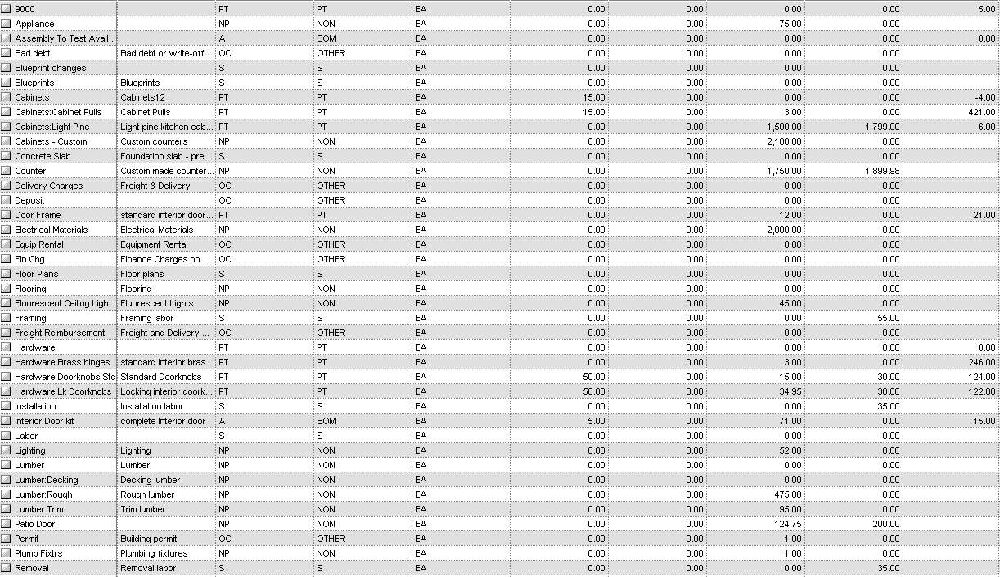 9000 PT PT EA 0.00 0.00 0.00 0.00 5.00
Appliance NP NON EA 0.00 0.00 75.00 0.00
Assembly To Test Avail... A BOM EA 0.00 0.00 0.00 0.00 0.00
Bad debt Bad debt or write-off ... OC OTHER EA 0.00 0.00 0.00 0.00
Blueprint changes S S EA 0.00 0.00 0.00 0.00
Blueprints Blueprints S S EA 0.00 0.00 0.00 0.00
Cabinets Cabinets12 PT PT EA 15.00 0.00 0.00 0.00 -4.00
Cabinets:Cabinet Pulls Cabinet Pulls PT PT EA 15.00 0.00 3.00 0.00 421.00
Cabinets:Light Pine Light pine kitchen cab... PT PT EA 0.00 0.00 1,500.00 1,799.00 6.00
Cabinets - Custom Custom counters NP NON EA 0.00 0.00 2,100.00 0.00
Concrete Slab Foundation slab - pre... S S EA 0.00 0.00 0.00 0.00
Counter Custom made counter... NP NON EA 0.00 0.00 1,750.00 1,899.98
Delivery Charges Freight & Delivery OC OTHER EA 0.00 0.00 0.00 0.00
Deposit OC OTHER EA 0.00 0.00 0.00 0.00
Door Frame standard interior door... PT PT EA 0.00 0.00 12.00 0.00 21.00
Electrical Materials Electrical Materials NP NON EA 0.00 0.00 2,000.00 0.00
Equip Rental Equipment Rental OC OTHER EA 0.00 0.00 0.00 0.00
Fin Chg Finance Charges on ... OC OTHER EA 0.00 0.00 0.00 0.00
Floor Plans Floor plans S S EA 0.00 0.00 0.00 0.00
Flooring Flooring NP NON EA 0.00 0.00 0.00 0.00
Fluorescent Ceiling Ligh... Fluorescent Lights NP NON EA 0.00 0.00 45.00 0.00
Framing Framing labor S S EA 0.00 0.00 0.00 55.00
Freight Reimbursement Freight and Delivery ... OC OTHER EA 0.00 0.00 0.00 0.00
Hardware PT PT EA 0.00 0.00 0.00 0.00 0.00
Hardware:Brass hinges standard interior bras... PT PT EA 0.00 0.00 3.00 0.00 246.00
Hardware:Doorknobs Std Standard Doorknobs PT PT EA 50.00 0.00 15.00 30.00 124.00
Hardware:Lk Doorknobs Locking interior doork... PT PT EA 50.00 0.00 34.95 38.00 122.00
Installation Installation labor S S EA 0.00 0.00 0.00 35.00
Interior Door kit complete Interior door A BOM EA 5.00 0.00 71.00 0.00 15.00
Labor S S EA 0.00 0.00 0.00 0.00
Lighting Lighting NP NON EA 0.00 0.00 52.00 0.00
Lumber Lumber NP NON EA 0.00 0.00 0.00 0.00
Lumber:Decking Decking lumber NP NON EA 0.00 0.00 0.00 0.00
Lumber:Rough Rough lumber NP NON EA 0.00 0.00 475.00 0.00
Lumber:Trim Trim lumber NP NON EA 0.00 0.00 95.00 0.00
Patio Door NP NON EA 0.00 0.00 124.75 200.00
Permit Building permit OC OTHER EA 0.00 0.00 1.00 0.00
Plumb Fixtrs Plumbing fixtures NP NON EA 0.00 0.00 1.00 0.00
Removal Removal labor S S EA 0.00 0.00 0.00 35.00